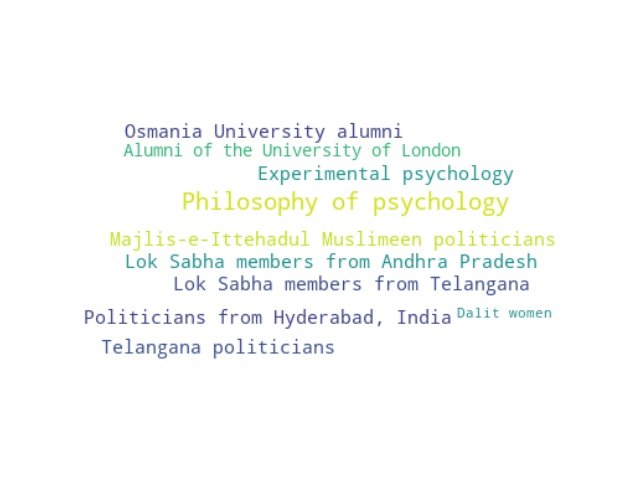 Osmania University alumni
Alumni of the University of London
Experimental psychology
Philosophy of psychology
Majlis-e-Ittehadul Muslimeen politicians
Lok Sabha members from Andhra Pradesh
Lok Sabha members from Telangana
Politicians from Hyderabad, India
Dalit women
Telangana politicians